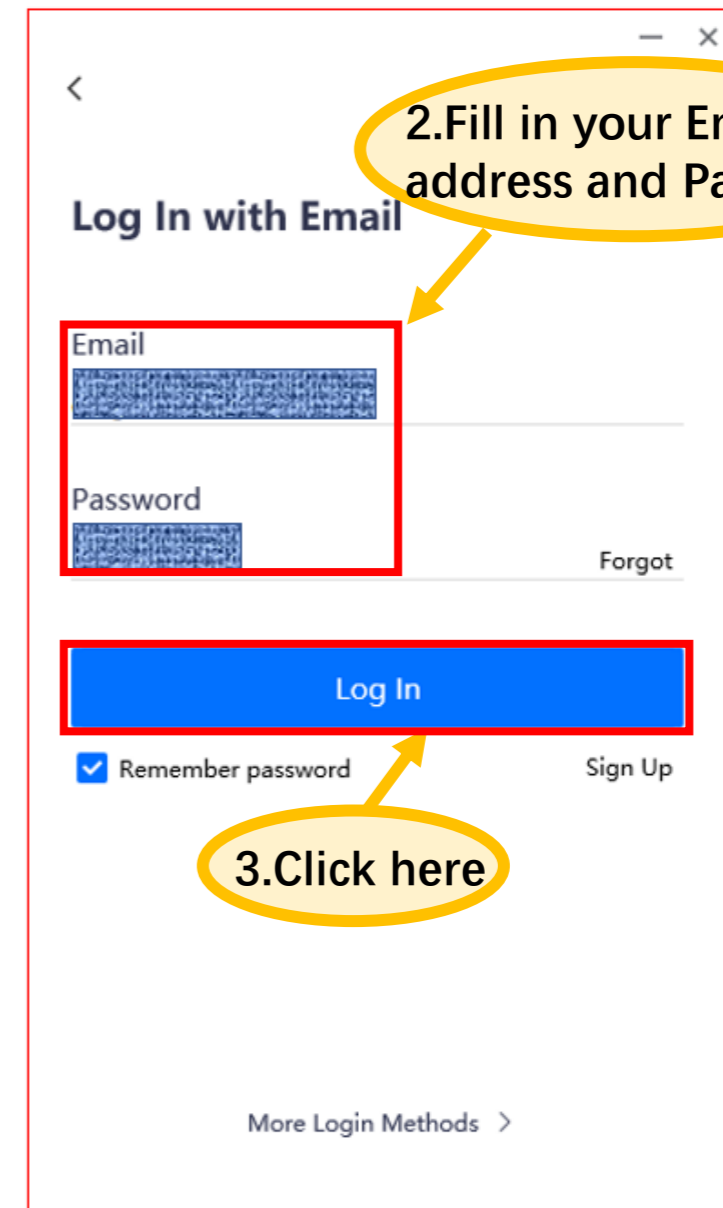 2.Fill in your
address and
Log In with Email
Email
Password
Forgot
Log In
Remember password
Sign Up
3.Click here
More Login Methods